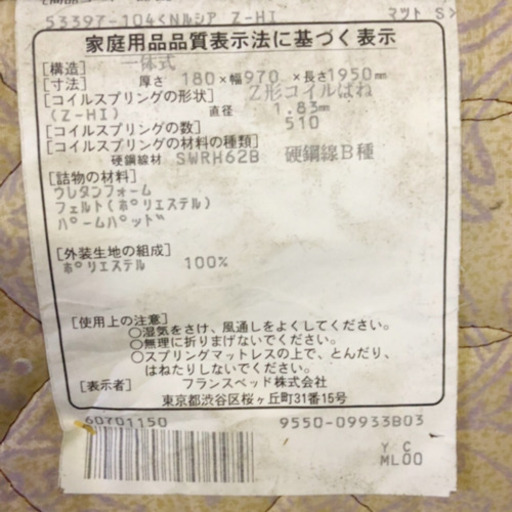 53397-104<Nルシア Z-HI マット S>
家庭用品品質表示法に基づく表示
[構造] 一体式
[寸法] 厚さ 180×幅970 ×長さ1950mm
[コイルスプリングの形状] Z形コイルばね
(Z-HI) 直径 1.83mm
[コイルスプリングの数] 510
[コイルスプリングの材料の種類]
硬鋼線材 SWRH62B 硬鋼線B種
[詰物の材料]
ウレタンフォーム
フェルト(ポリエステル)
パームパッド
[外装生地の組成]
ポリエステル 100%
[使用上の注意]
○湿気をさけ、風通しをよくしてください。
○無理に折りまげないでください。
○スプリングマットレスの上で、とんだり、
はねたりしないでください。
[表示者] フランスベッド株式会社
東京都渋谷区桜ヶ丘町31番15号
60701150 9550-09933B03
Y C
ML00